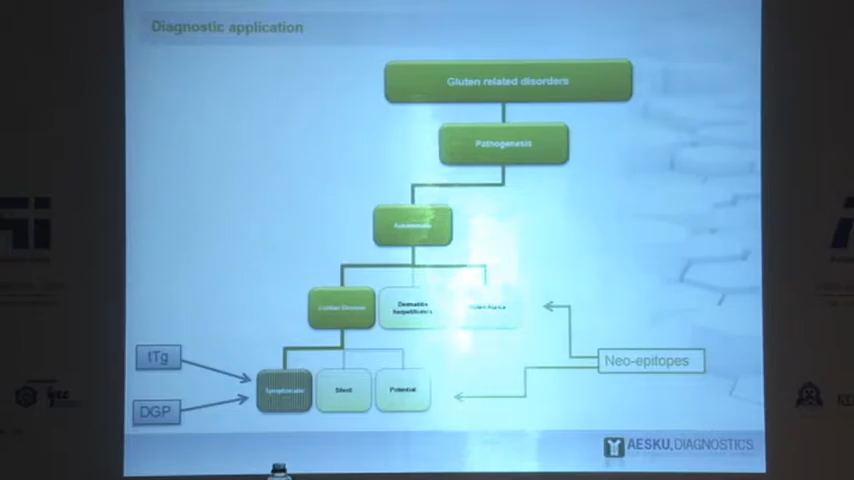 Diagnostic application
Gluten related disorders
Pathogenesis
Autoimmune
Celiac Disease
Dermatitis
herpetiformis
tTg
DGP
Symptomatic
Silent
Potential
Neo-epitopes
AESKU.DIAGNOSTICS